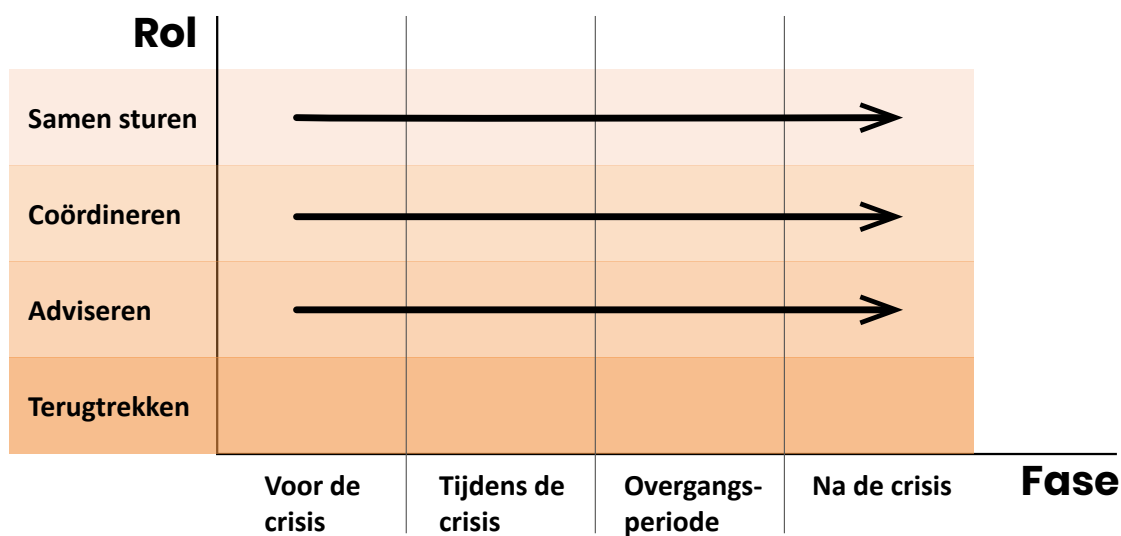 Rol
Samen sturen
Coördineren
Adviseren
Terugtrekken
Voor de
crisis
Tijdens de
crisis
Overgangs-
periode
Na de crisis
Fase